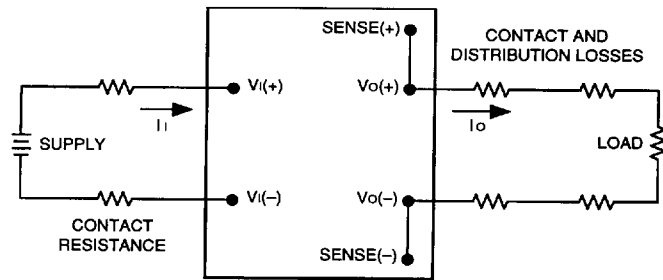 SENSE(+)
CONTACT AND
DISTRIBUTION LOSSES
VI(+)
VO(+)
II
IO
SUPPLY
LOAD
VI(–)
VO(–)
CONTACT
RESISTANCE
SENSE(–)